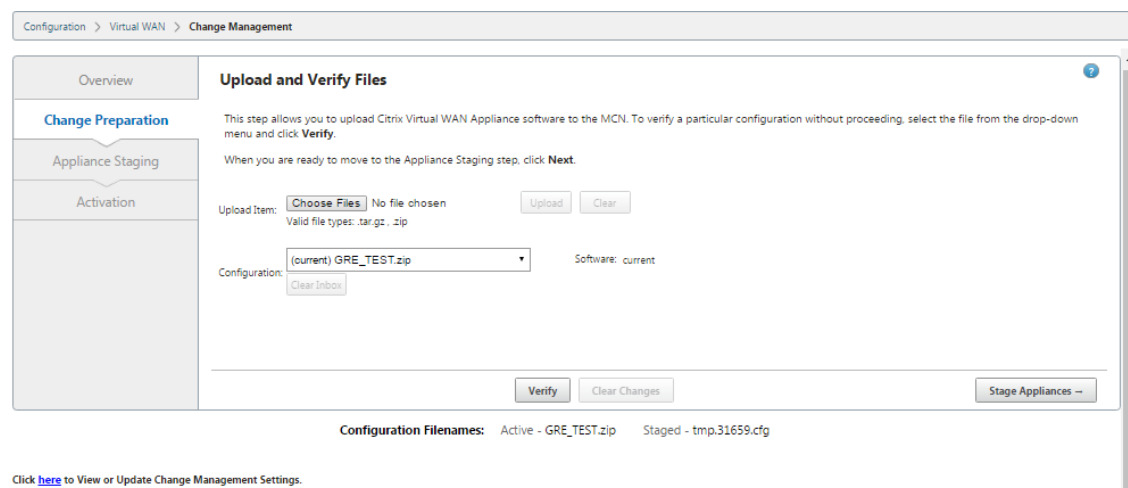 Configuration > Virtual WAN > Change Management
Overview
Change Preparation
Appliance Staging
Activation
Upload and Verify Files
?
This step allows you to upload Citrix Virtual WAN Appliance software to the MCN. To verify a particular configuration without proceeding, select the file from the drop-down
menu and click Verify.
When you are ready to move to the Appliance Staging step, click Next.
Upload Item: Choose Files No file chosen Upload Clear
Valid file types: .tar.gz , .zip
Configuration: (current) GRE_TEST.zip Software: current
Clear Inbox
Verify Clear Changes Stage Appliances →
Configuration Filenames: Active - GRE_TEST.zip Staged - tmp.31659.cfg
Click here to View or Update Change Management Settings.